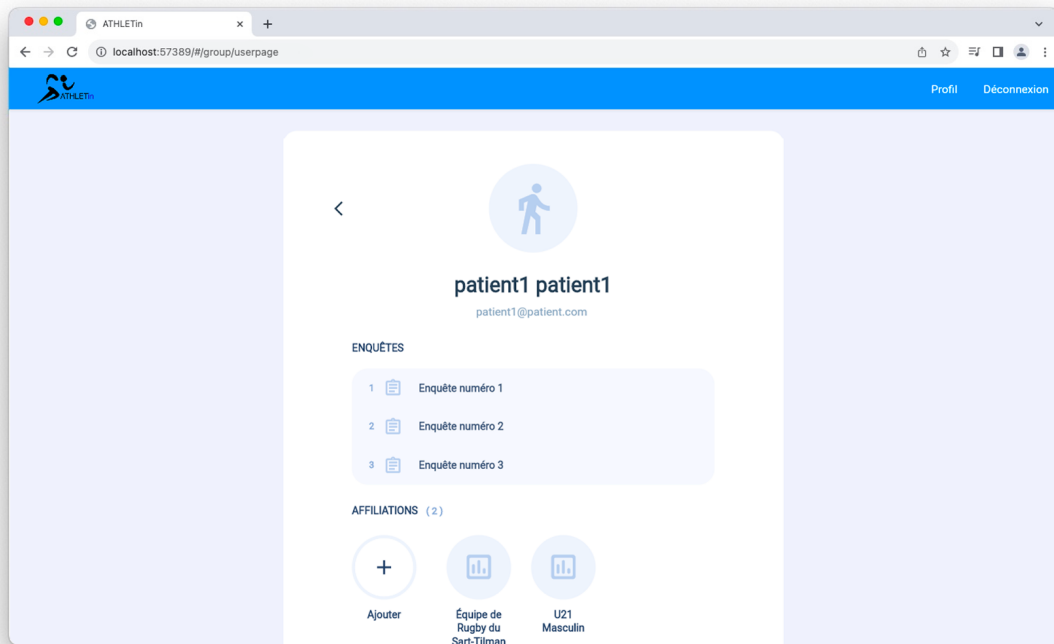 ATHLETin
localhost:57389/#/group/userpage
ATHLETin
Profil
Déconnexion
patient1 patient1
patient1@patient.com
ENQUÊTES
1 Enquête numéro 1
2 Enquête numéro 2
3 Enquête numéro 3
AFFILIATIONS (2)
Ajouter
Équipe de
Rugby du
Sart-Tilman
U21
Masculin